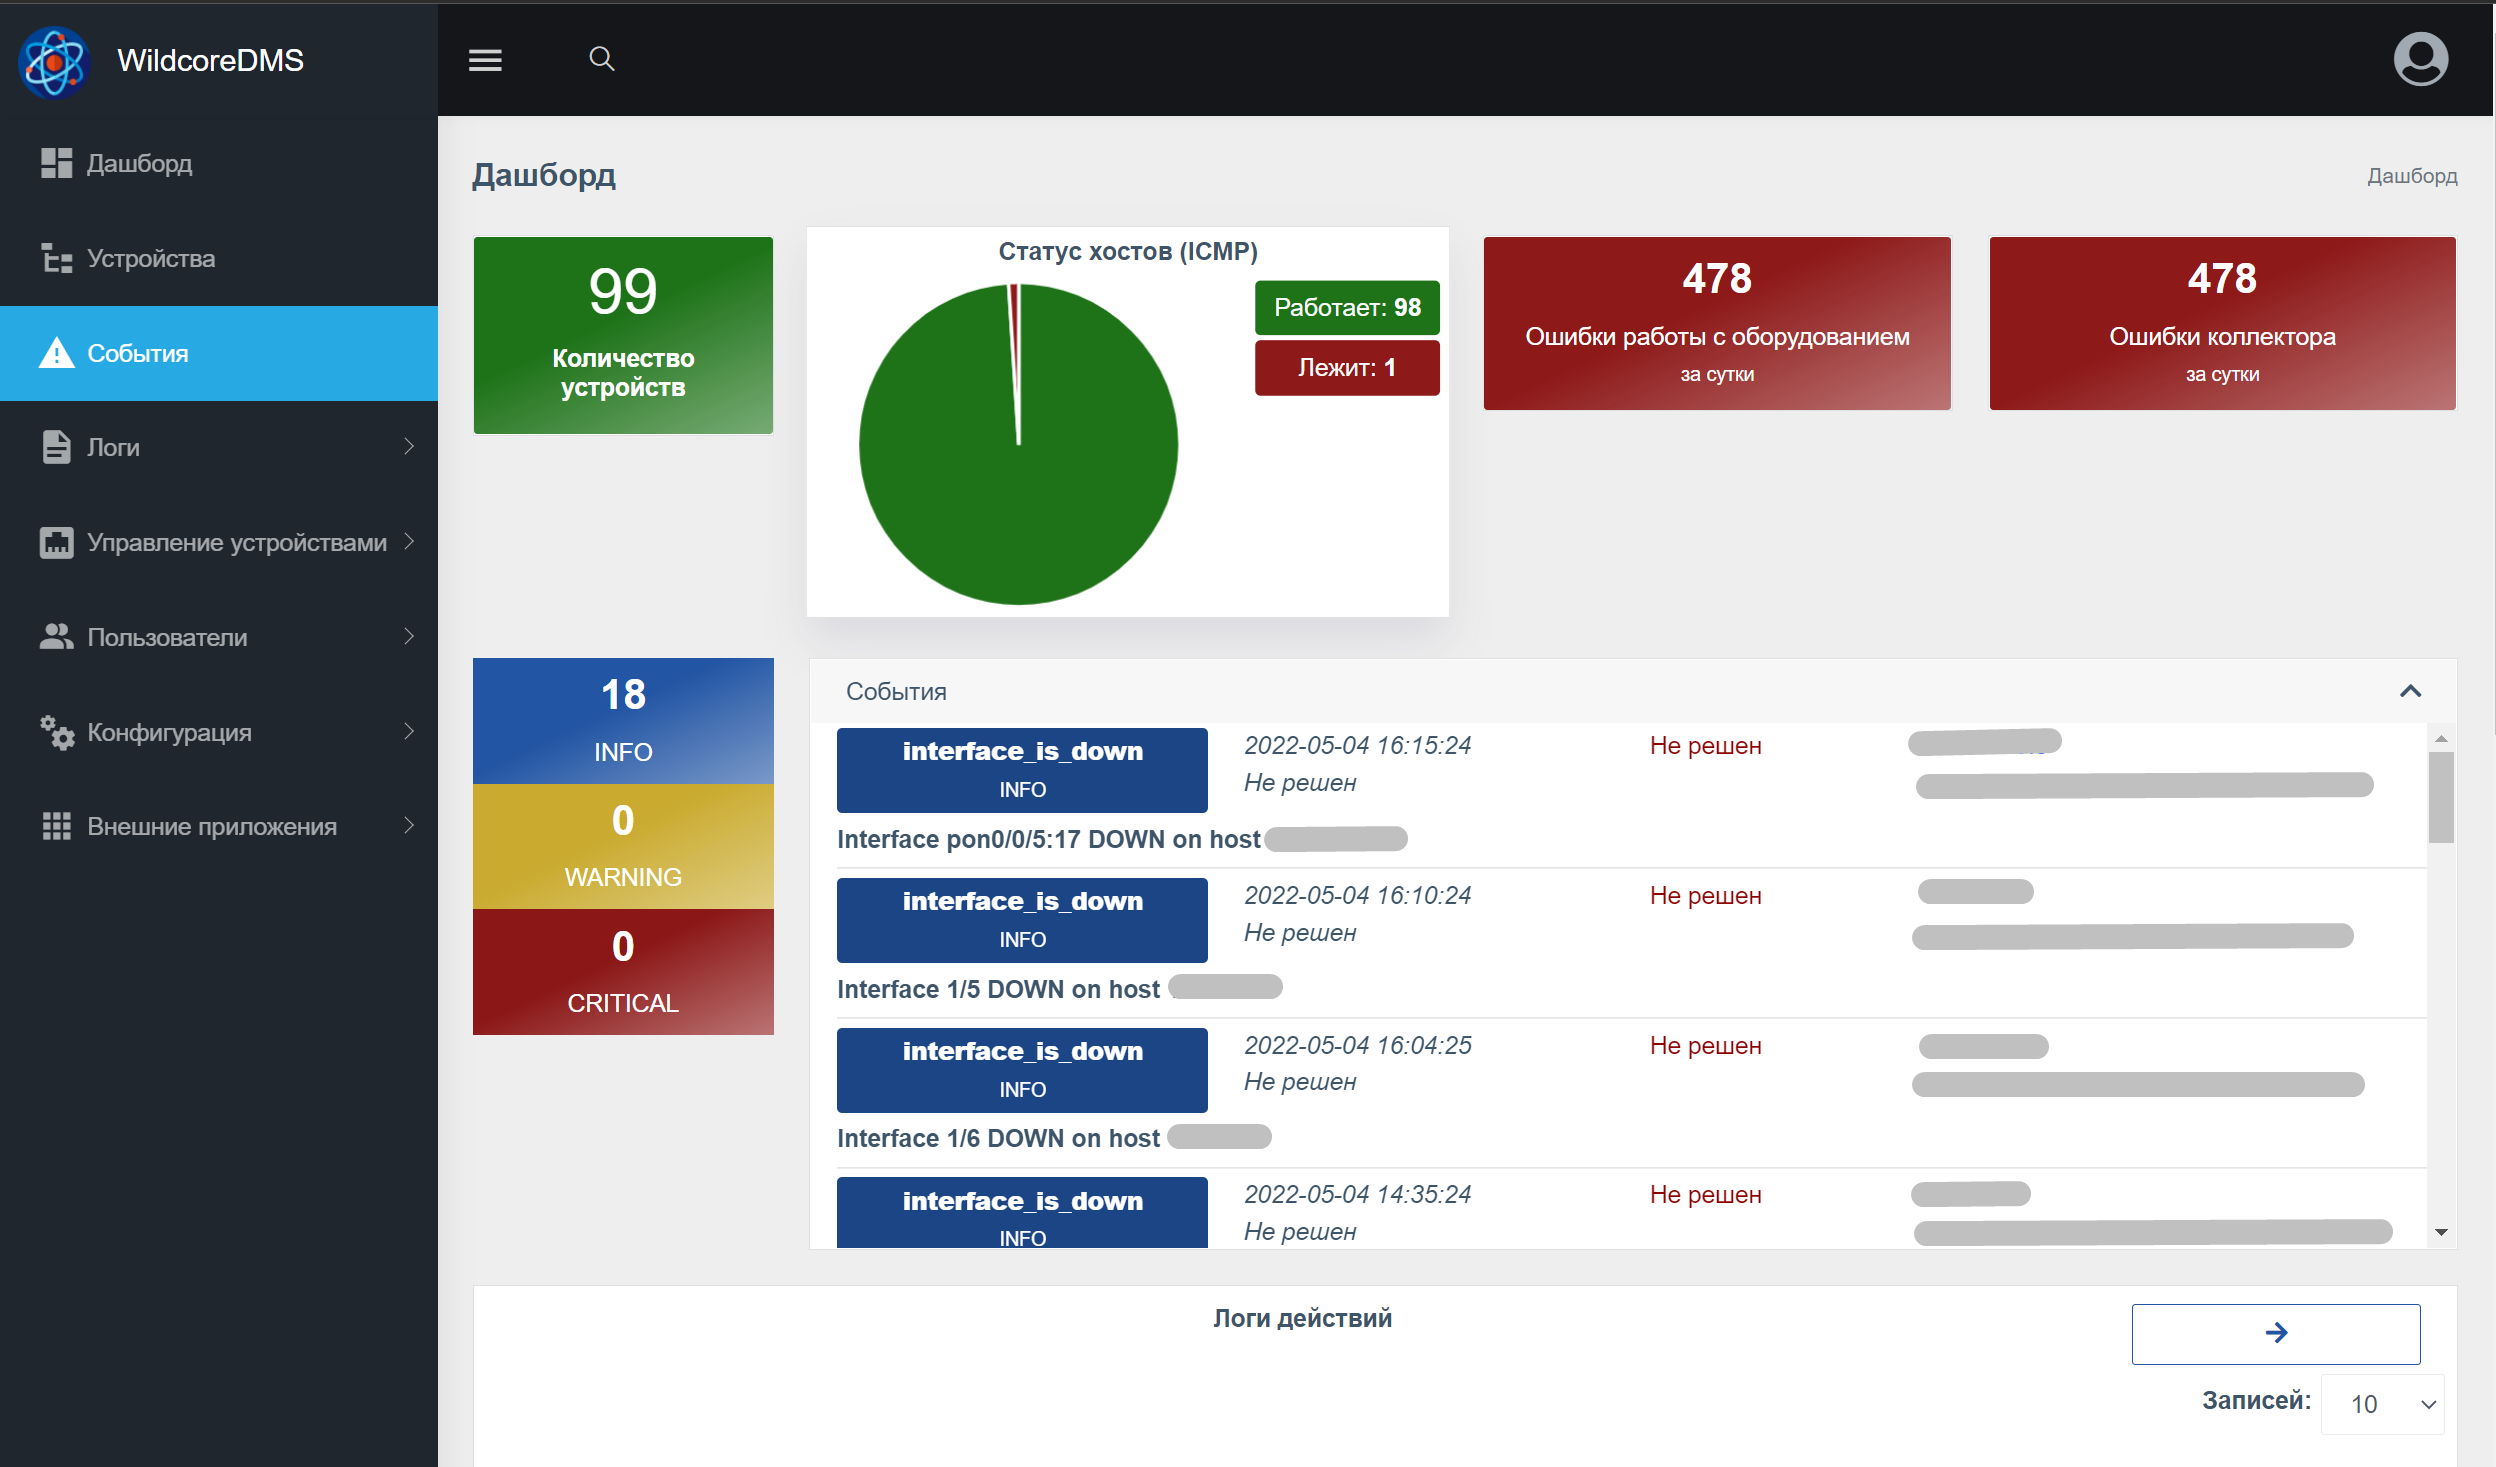 WildcoreDMS
Дашборд
Устройства
События
Логи
Управление устройствами
Пользователи
Конфигурация
Внешние приложения
Дашборд
Дашборд
99
Количество
устройств
Статус хостов (ICMP)
Работает: 98
Лежит: 1
478
Ошибки работы с оборудованием
за сутки
478
Ошибки коллектора
за сутки
18
INFO
0
WARNING
0
CRITICAL
События
interface_is_down
INFO
2022-05-04 16:15:24
Не решен
Не решен
Interface pon0/0/5:17 DOWN on host
interface_is_down
INFO
2022-05-04 16:10:24
Не решен
Не решен
Interface 1/5 DOWN on host
interface_is_down
INFO
2022-05-04 16:04:25
Не решен
Не решен
Interface 1/6 DOWN on host
interface_is_down
INFO
2022-05-04 14:35:24
Не решен
Не решен
Логи действий
Записей: 10